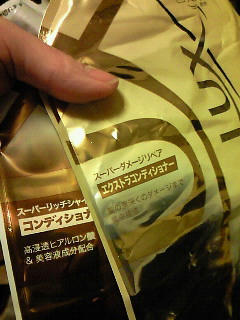 LUX
スーパーダメージリペア
エクストラコンディショナー
スーパーリッチシャイ
コンディショナ
高浸透ヒアルロン酸
&美容液成分配合